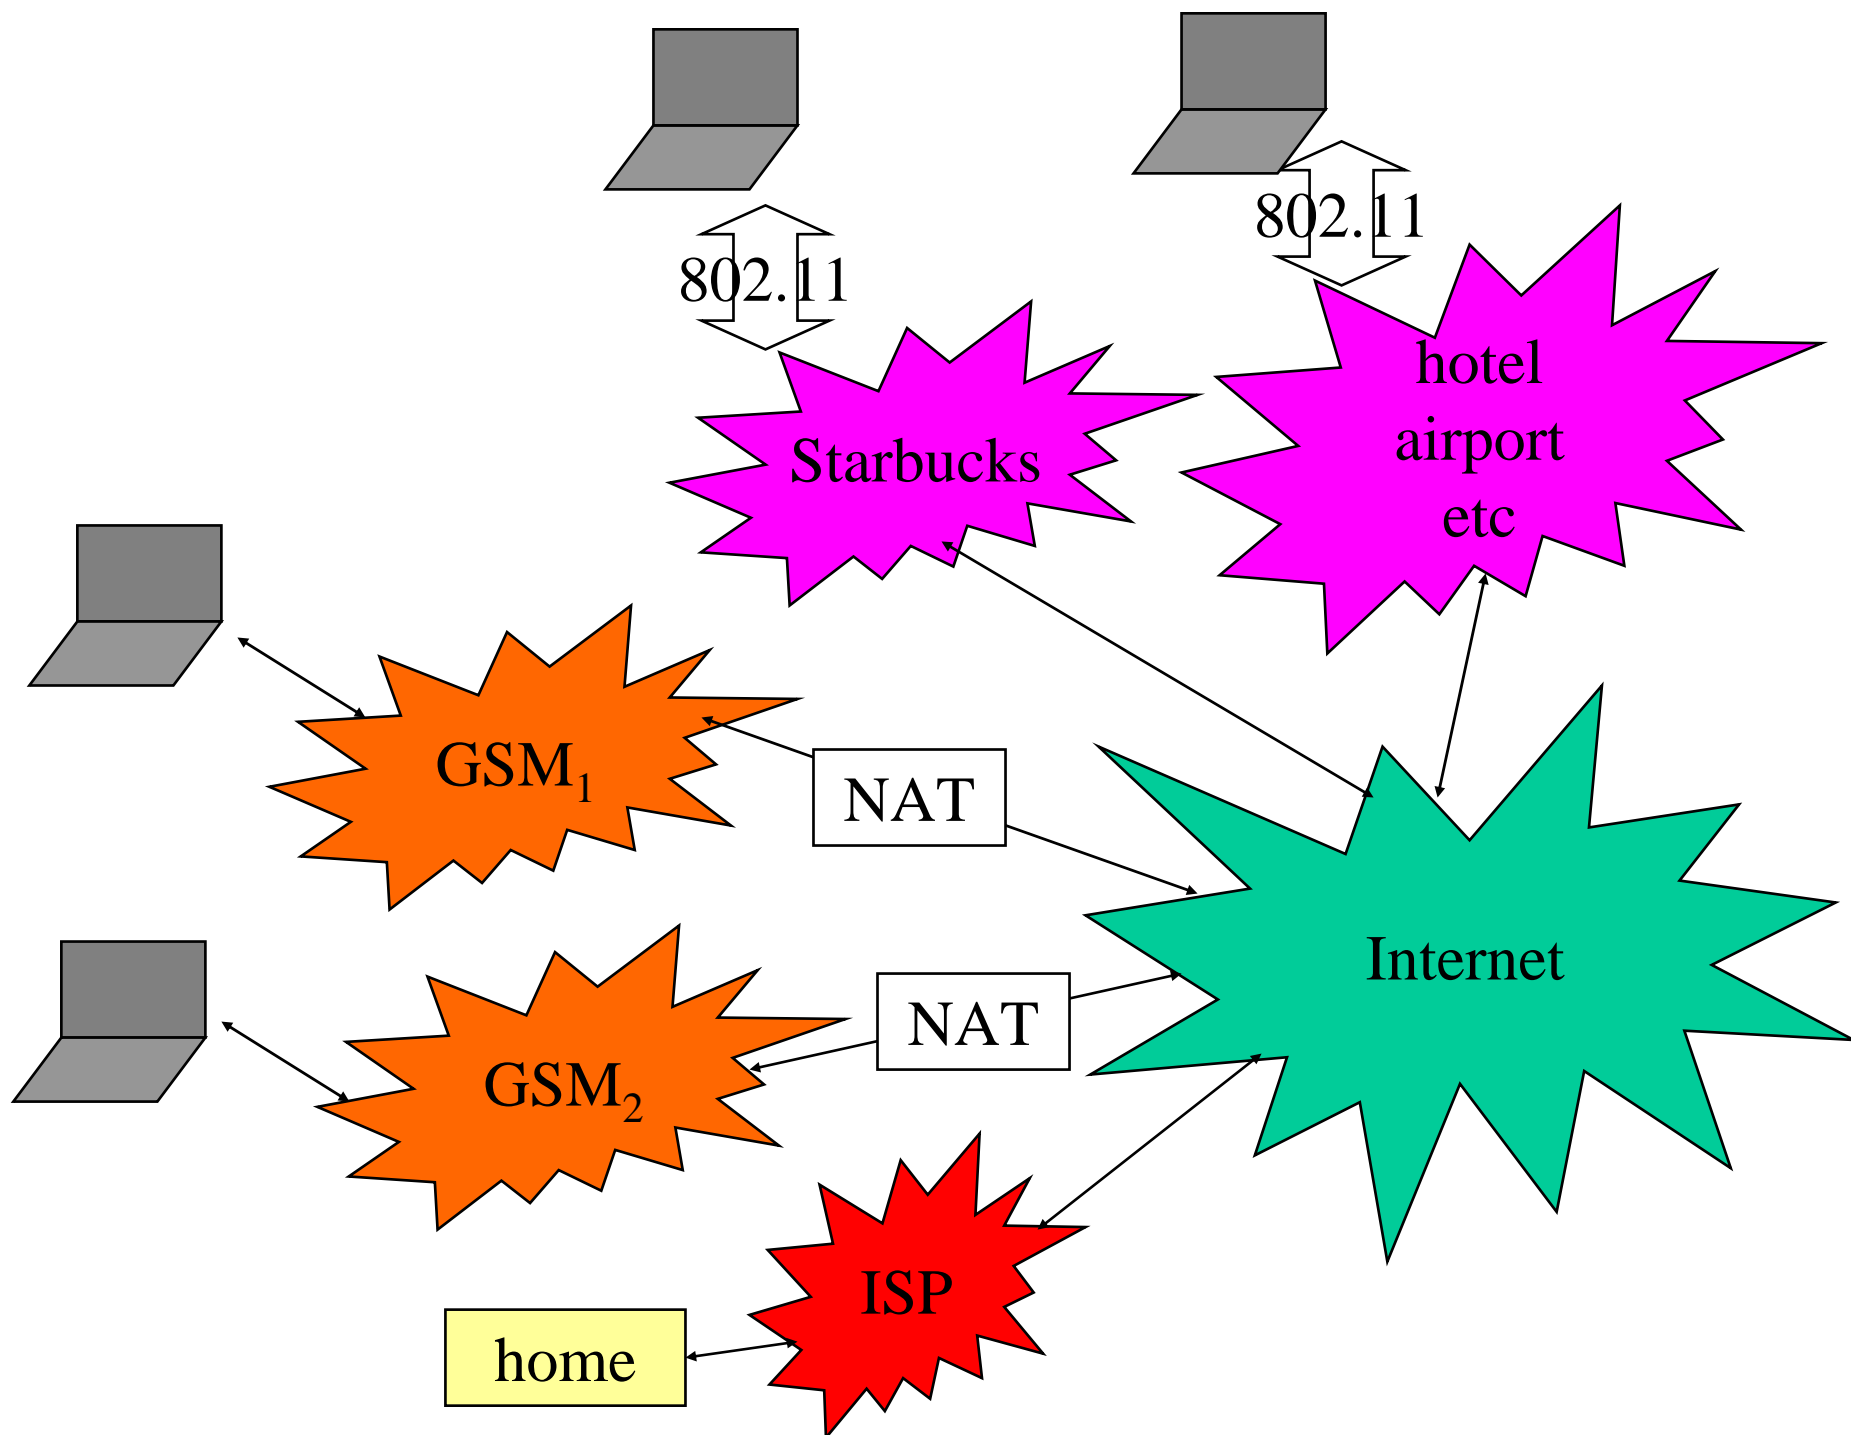 802.11
802.11
hotel
airport
etc
Starbucks
GSM₁
NAT
Internet
NAT
GSM₂
ISP
home